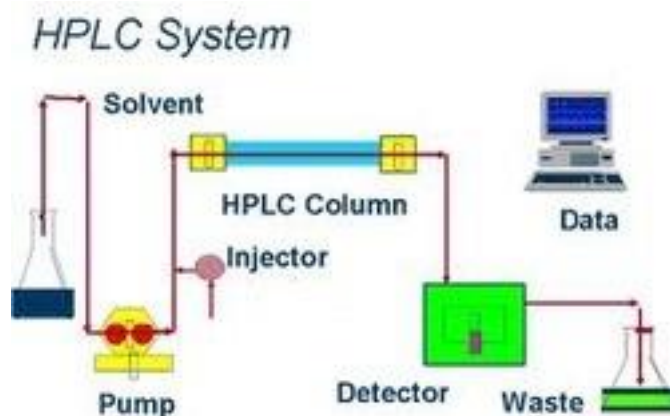 HPLC System
Solvent
HPLC Column
Data
Injector
Pump
Detector
Waste